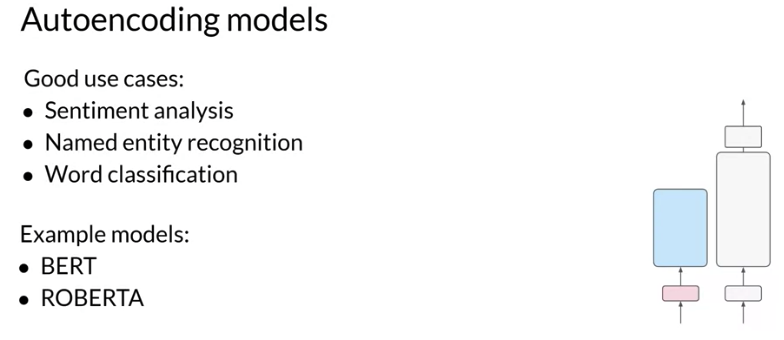 Autoencoding models
Good use cases:
• Sentiment analysis
• Named entity recognition
• Word classification
Example models:
• BERT
• ROBERTA